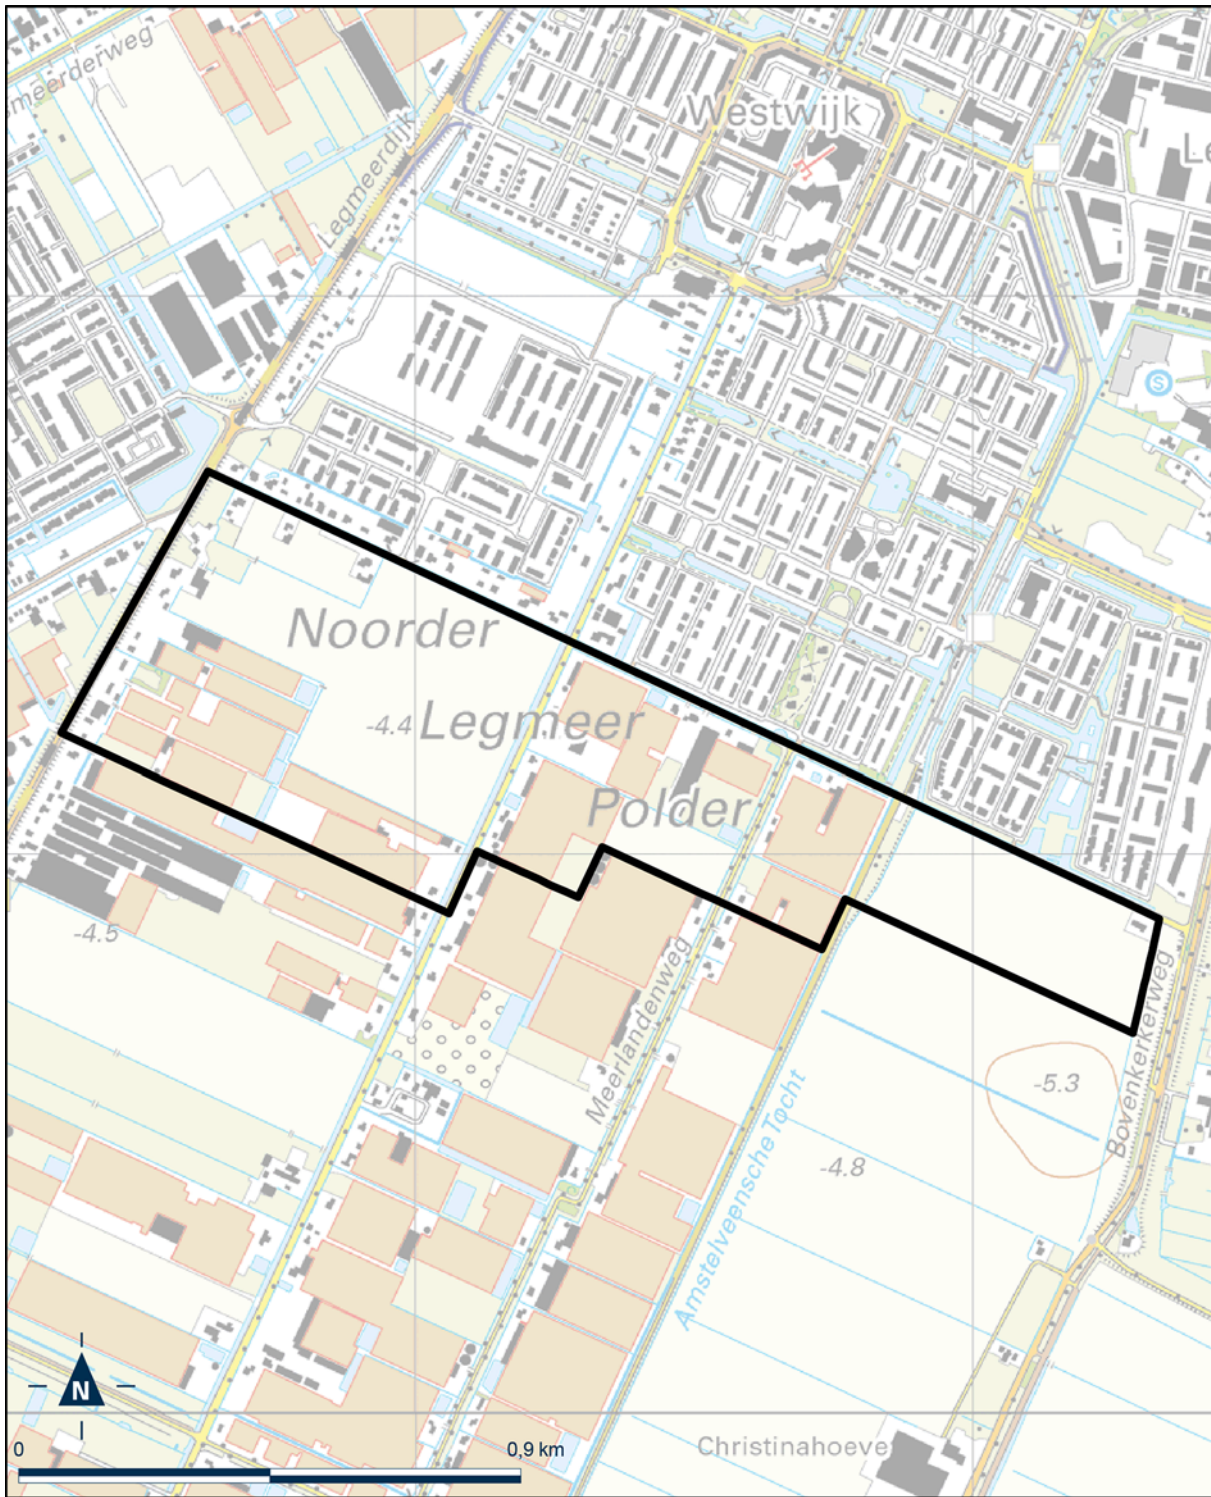 meerderweg
Westwijk
Le
Legmeerdijk
S
Noorder
-4.4 Legmeer
Polder
-4.5
Meerlandenweg
Bovenkerkerweg
-5.3
Amstelveensche Tocht
-4.8
N
Christinahoeve
0 0,9 km